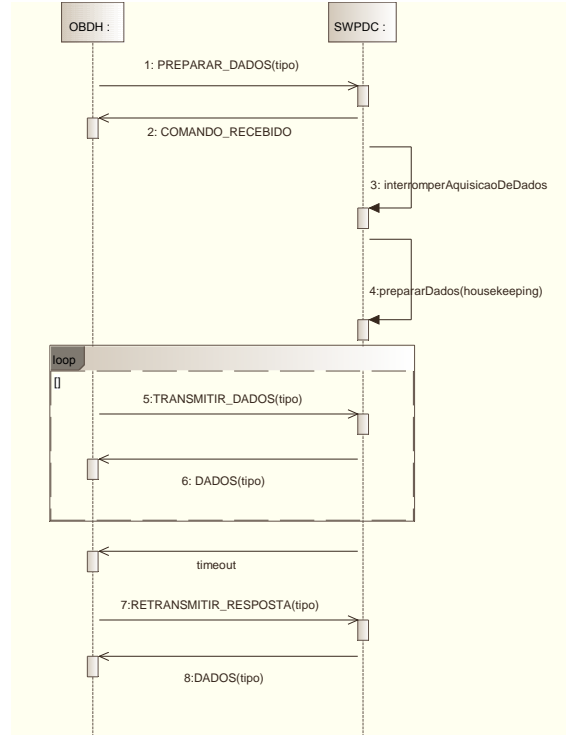 OBDH :
SWPDC :
1: PREPARAR_DADOS(tipo)
2: COMANDO_RECEBIDO
3: interromperAquisicaoDeDados
4:prepararDados(housekeeping)
loop
[]
5:TRANSMITIR_DADOS(tipo)
6: DADOS(tipo)
timeout
7:RETRANSMITIR_RESPOSTA(tipo)
8:DADOS(tipo)